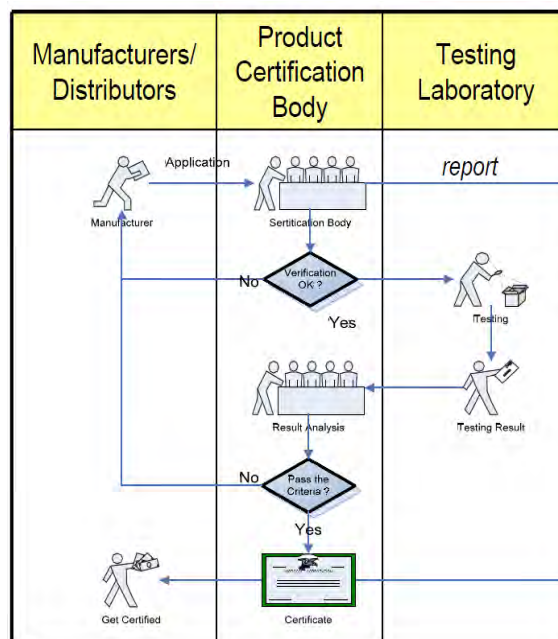 Manufacturers/
Distributors
Product
Certification
Body
Testing
Laboratory
Application
report
Manufacturer
Sertitication Body
Verification
OK ?
No
Yes
Testing
Result Analysis
Testing Result
No
Pass the
Criteria ?
Yes
Get Certified
Certificate